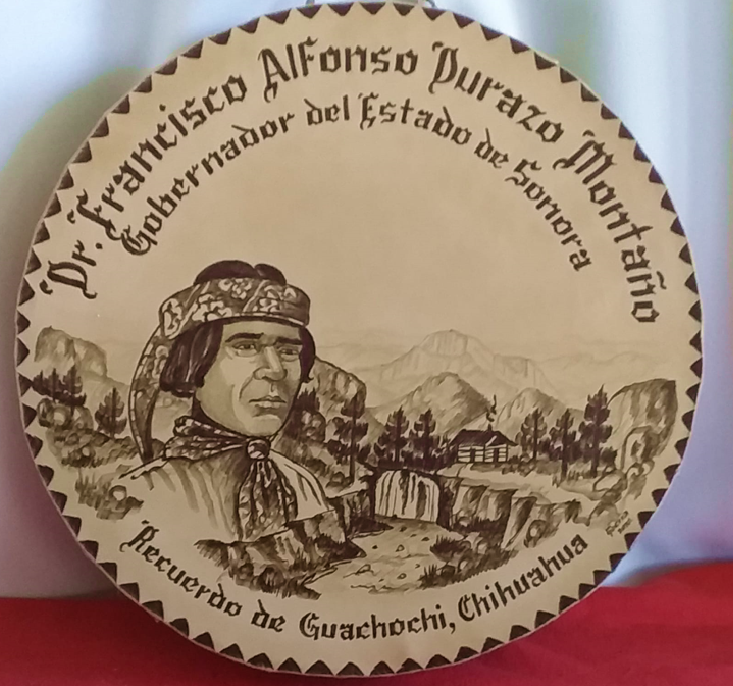 Dr. Francisco Alfonso Durazo Montaño
Gobernador del Estado de Sonora
Recuerdo de Guachochi, Chihuahua